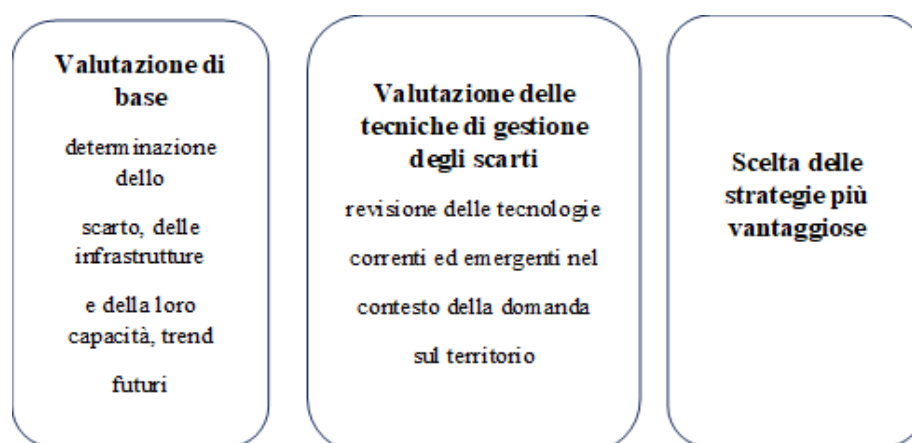 Valutazione di
base
determinazione
dello
scarto, delle
infrastrutture
e della loro
capacità, trend
futuri
Valutazione delle
tecniche di gestione
degli scarti
revisione delle tecnologie
correnti ed emergenti nel
contesto della domanda
sul territorio
Scelta delle
strategie più
vantaggiose